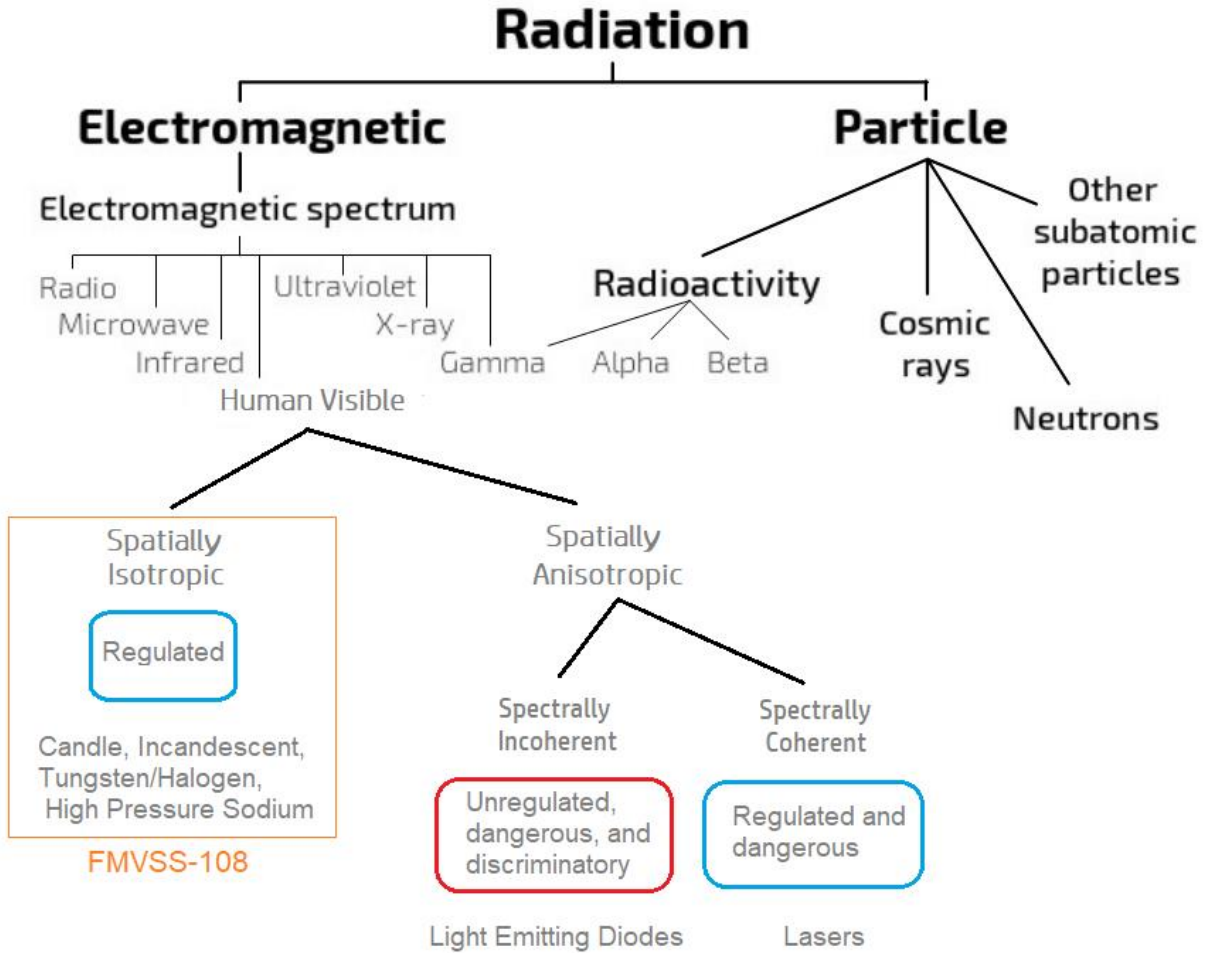 Radiation
Electromagnetic
Particle
Electromagnetic spectrum
Other
subatomic
particles
Radio
Microwave
Infrared
Human Visible
Ultraviolet
X-ray
Gamma
Radioactivity
Alpha
Beta
Cosmic
rays
Neutrons
Spatially
Isotropic
Regulated
Candle, Incandescent,
Tungsten/Halogen,
High Pressure Sodium
FMVSS-108
Spatially
Anisotropic
Spectrally
Incoherent
Unregulated,
dangerous, and
discriminatory
Light Emitting Diodes
Spectrally
Coherent
Regulated and
dangerous
Lasers